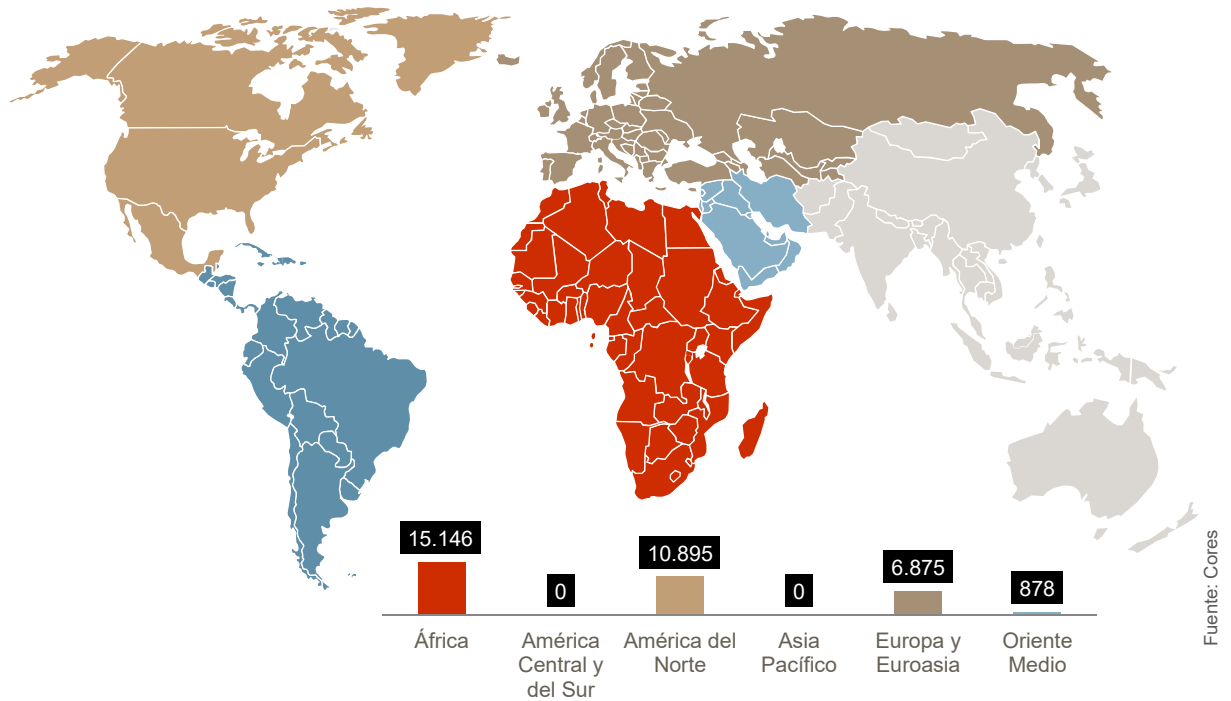 15.146
0
10.895
0
6.875
878
África
América
Central y
del Sur
América del
Norte
Asia
Pacífico
Europa y
Euroasia
Oriente
Medio
Fuente: Cores